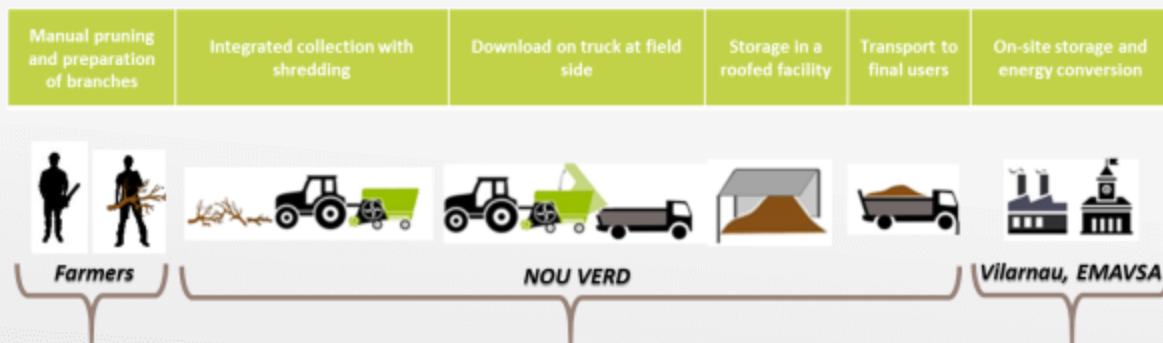 Manual pruning
and preparation
of branches
Integrated collection with
shredding
Download on truck at field
side
Storage in a
roofed facility
Transport to
final users
On-site storage and
energy conversion
Farmers
NOU VERD
Vilarnau, EMAVSA